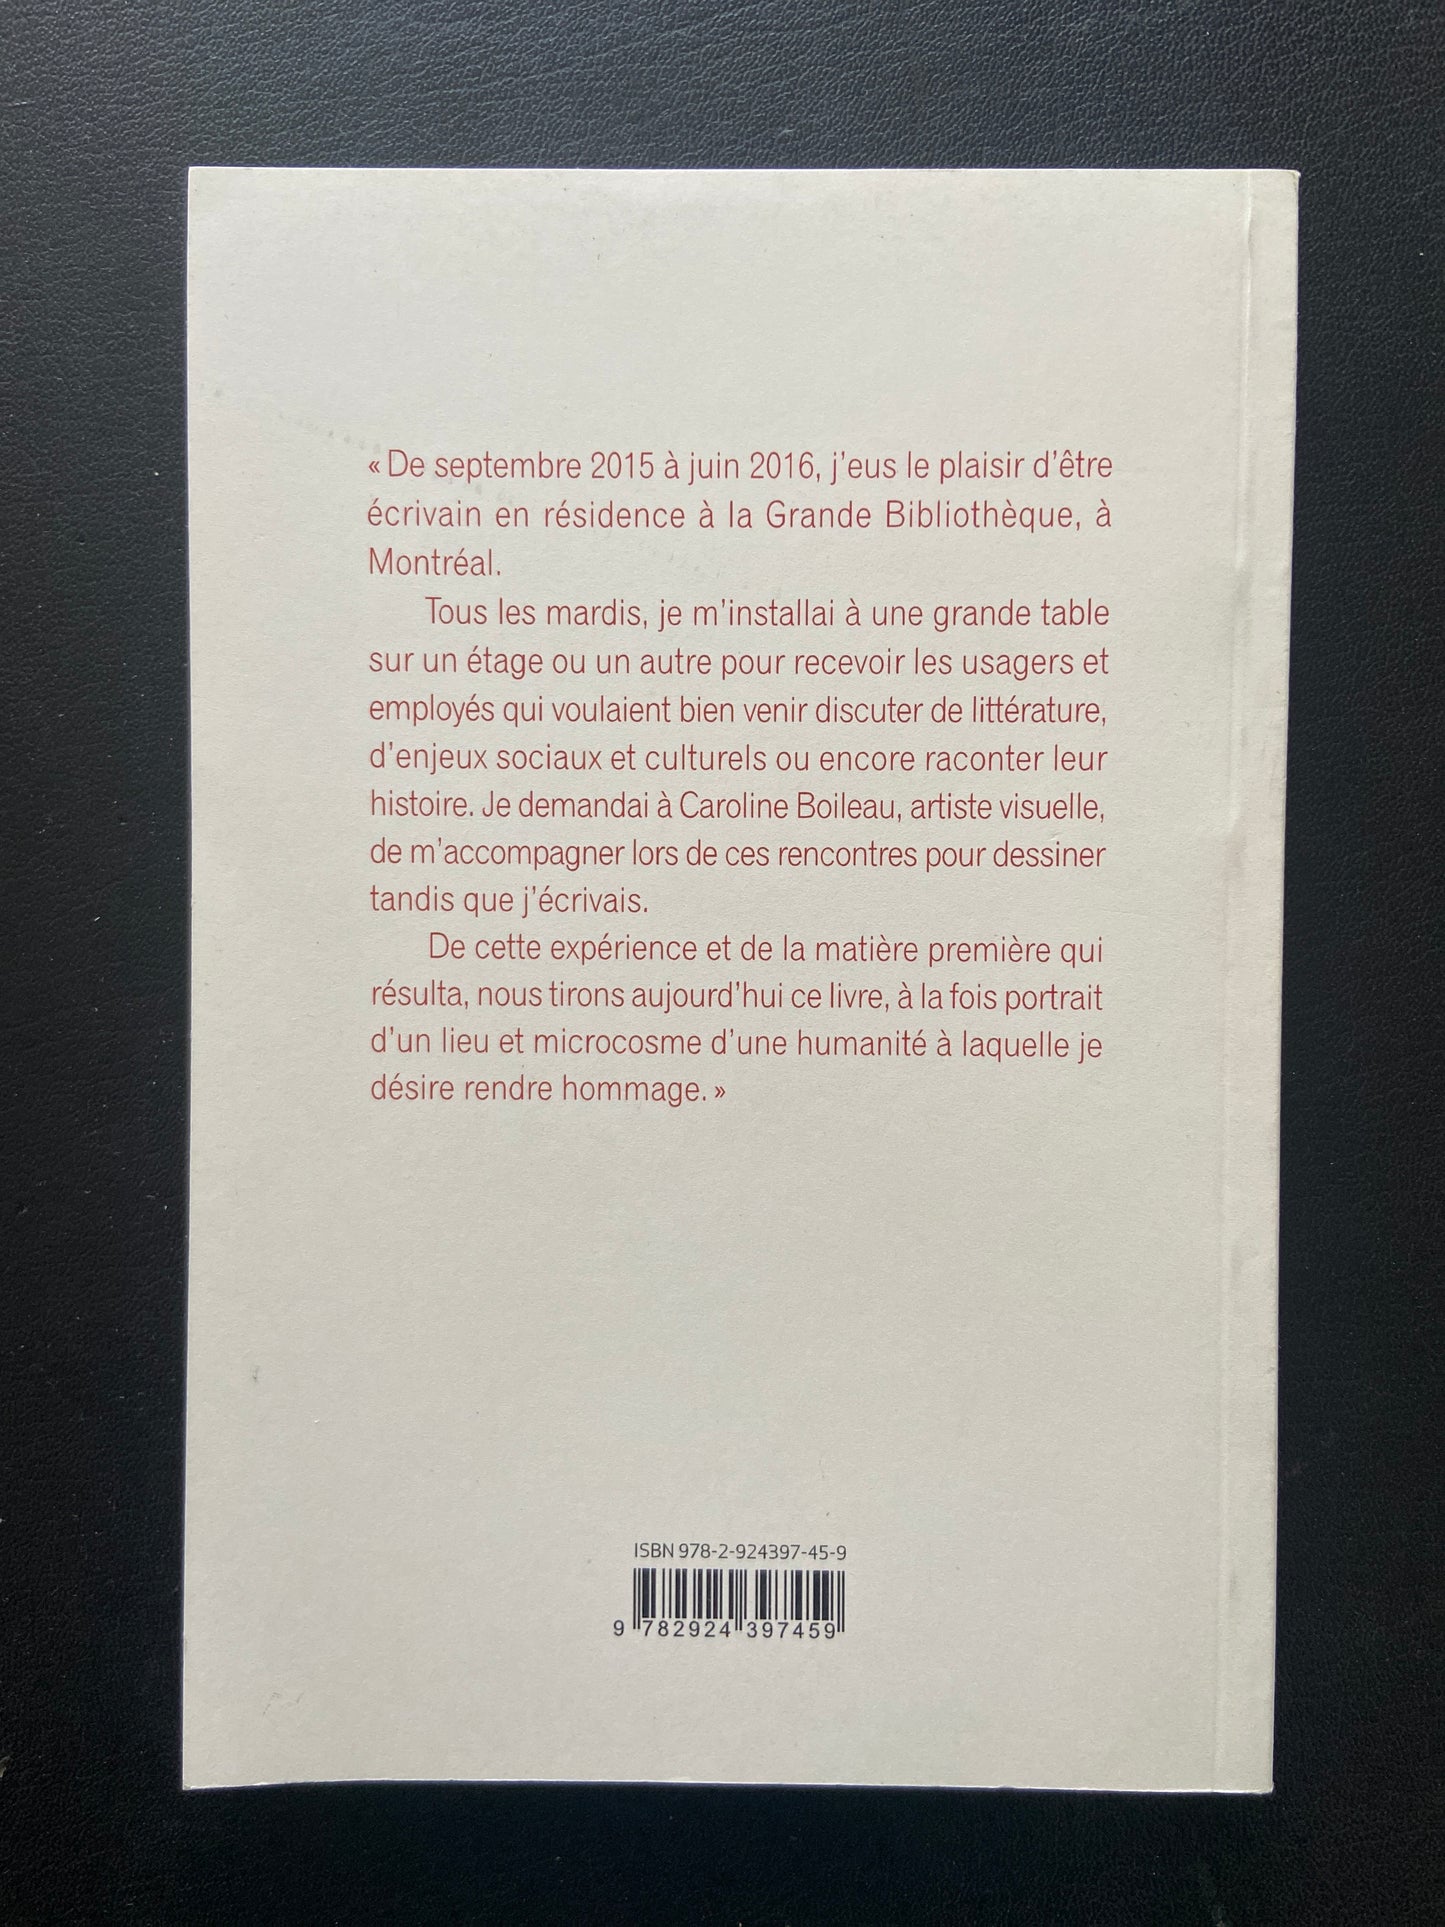 « De septembre 2015 à juin 2016, j'eus le plaisir d'être
écrivain en résidence à la Grande Bibliothèque, à
Montréal.
Tous les mardis, je m'installai à une grande table
sur un étage ou un autre pour recevoir les usagers et
employés qui voulaient bien venir discuter de littérature,
d'enjeux sociaux et culturels ou encore raconter leur
histoire. Je demandai à Caroline Boileau, artiste visuelle,
de m'accompagner lors de ces rencontres pour dessiner
tandis que j'écrivais.
De cette expérience et de la matière première qui
résulta, nous tirons aujourd'hui ce livre, à la fois portrait
d'un lieu et microcosme d'une humanité à laquelle je
désire rendre hommage. »
ISBN 978-2-924397-45-9
9 782924 397459